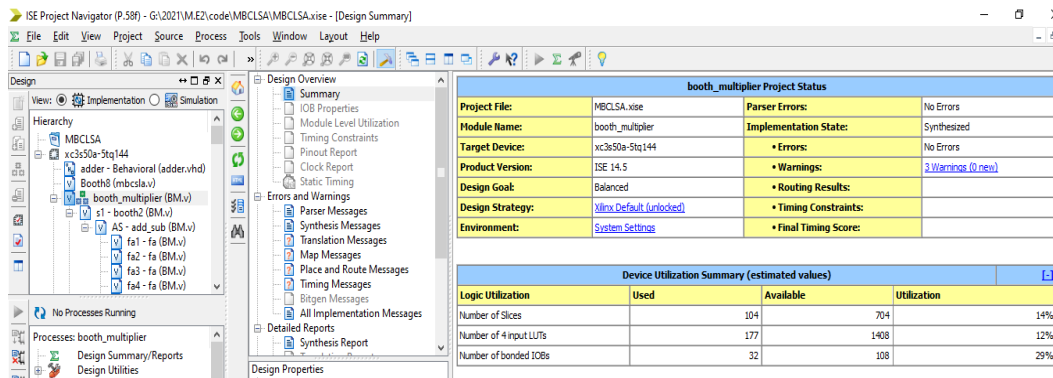 ISE Project Navigator (P.58f) - G:\2021\M.E2\code\MBCLSA\MBCLSA.xise - [Design Summary]
File Edit View Project Source Process Tools Window Layout Help
Design
View: Implementation Simulation
Hierarchy
MBCLSA
xc3s50a-5tq144
adder - Behavioral (adder.vhd)
Booth8 (mbcsla.v)
booth_multiplier (BM.v)
s1 - booth2 (BM.v)
AS - add_sub (BM.v)
fa1 - fa (BM.v)
fa2 - fa (BM.v)
fa3 - fa (BM.v)
fa4 - fa (BM.v)
No Processes Running
Processes: booth_multiplier
Design Summary/Reports
Design Utilities
Design Overview
Summary
IOB Properties
Module Level Utilization
Timing Constraints
Pinout Report
Clock Report
Static Timing
Errors and Warnings
Parser Messages
Synthesis Messages
Translation Messages
Map Messages
Place and Route Messages
Timing Messages
Bitgen Messages
All Implementation Messages
Detailed Reports
Synthesis Report
Design Properties
booth_multiplier Project Status
Project File: MBCLSA.xise Parser Errors: No Errors
Module Name: booth_multiplier Implementation State: Synthesized
Target Device: xc3s50a-5tq144 • Errors: No Errors
Product Version: ISE 14.5 • Warnings: 3 Warnings (0 new)
Design Goal: Balanced • Routing Results:
Design Strategy: Xilinx Default (unlocked) • Timing Constraints:
Environment: System Settings • Final Timing Score:
Device Utilization Summary (estimated values) [-]
Logic Utilization Used Available Utilization
Number of Slices 104 704 14%
Number of 4 input LUTs 177 1408 12%
Number of bonded IOBs 32 108 29%